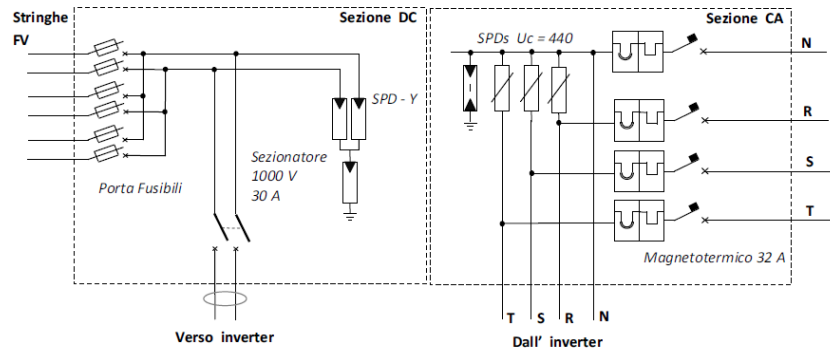 Stringhe
FV
Sezione DC
SPD - Y
Sezionatore
1000 V
30 A
Porta Fusibili
Verso inverter
Sezione CA
SPDs Uc = 440
N
R
S
T
Magnetotermico 32 A
T S R N
Dall' inverter